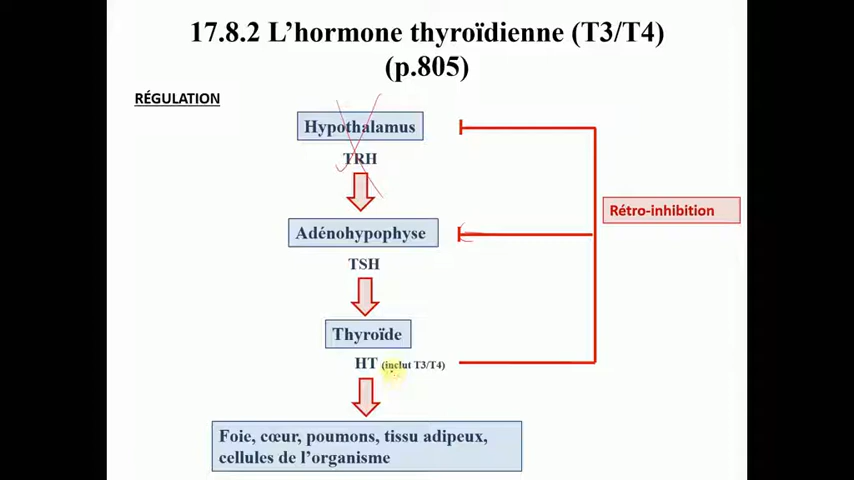 17.8.2 L’hormone thyroïdienne (T3/T4)
(p.805)
RÉGULATION
Hypothalamus
TRH
Rétro-inhibition
Adénohypophyse
TSH
Thyroïde
HT (inclut T3/T4)
Foie, cœur, poumons, tissu adipeux,
cellules de l’organisme